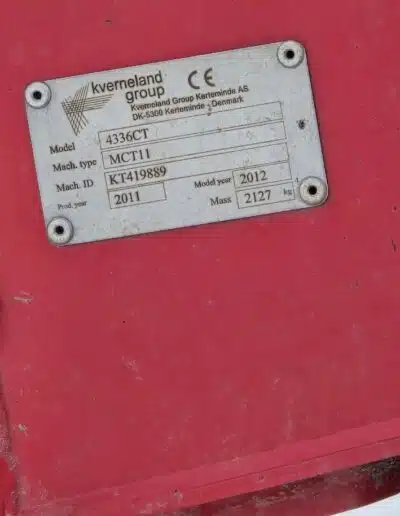 kverneland
group CE
Kverneland Group Kerteminde AS
DK-5300 Kerteminde - Denmark
Model 4336CT
Mach. type MCT11
Mach. ID KT419889
Prod. year 2011 Model year 2012
Mass 2127 kg